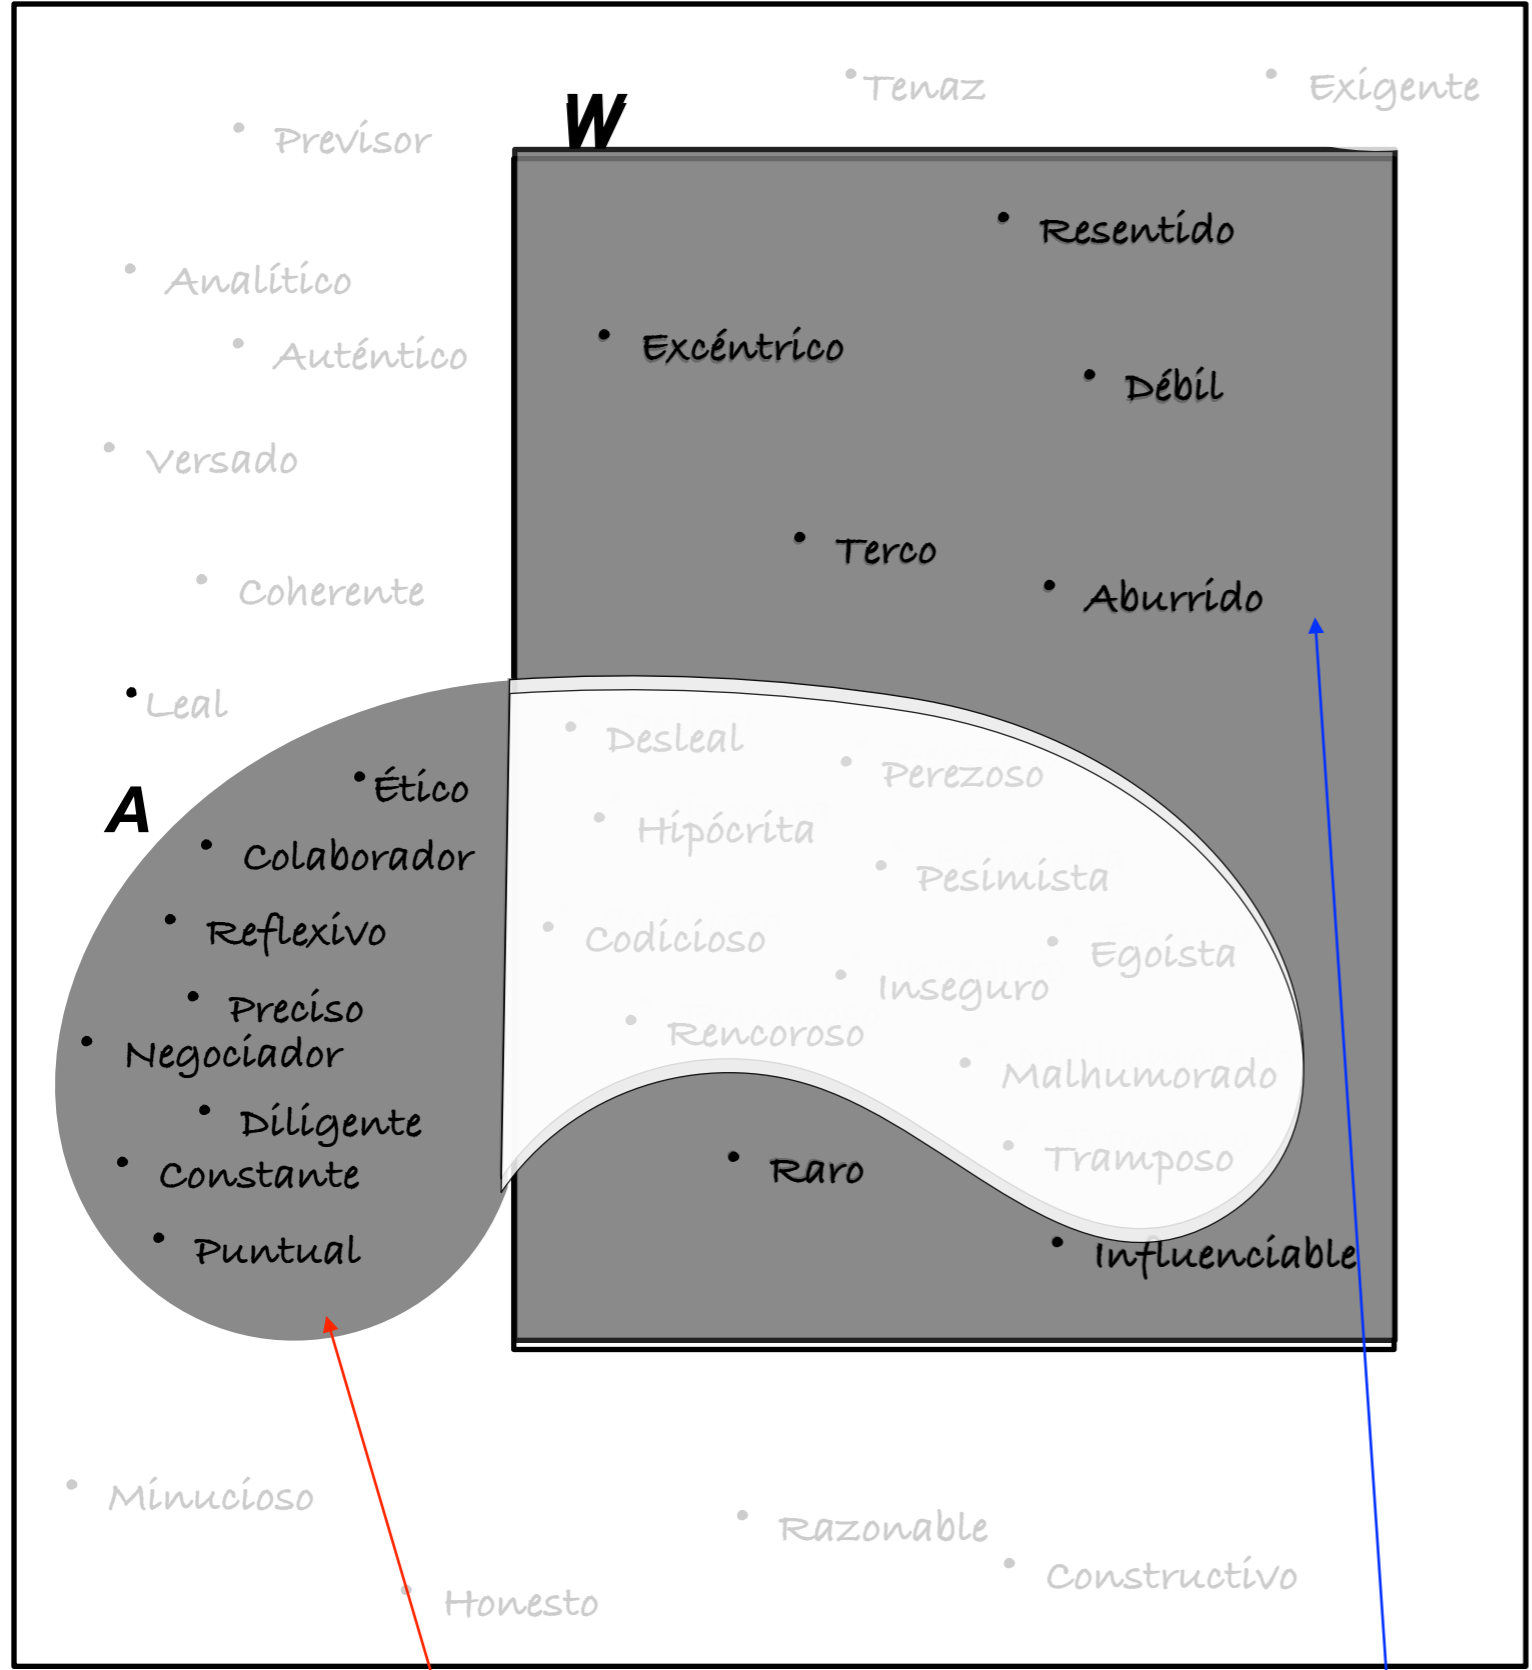 Tenaz
Exigente
W
Previsor
Resentido
Analítico
Excéntrico
Auténtico
Débil
Versado
Terco
Coherente
Aburrido
Leal
Desleal
Perezoso
Ético
A
Hipócrita
Colaborador
Pesimista
Reflexivo
Codicioso
Egoista
Inseguro
Preciso
Rencoroso
Negociador
Malhumorado
Diligente
Tramposo
Constante
Raro
Puntual
Influenciable
Minucioso
Razonable
Constructivo
Honesto